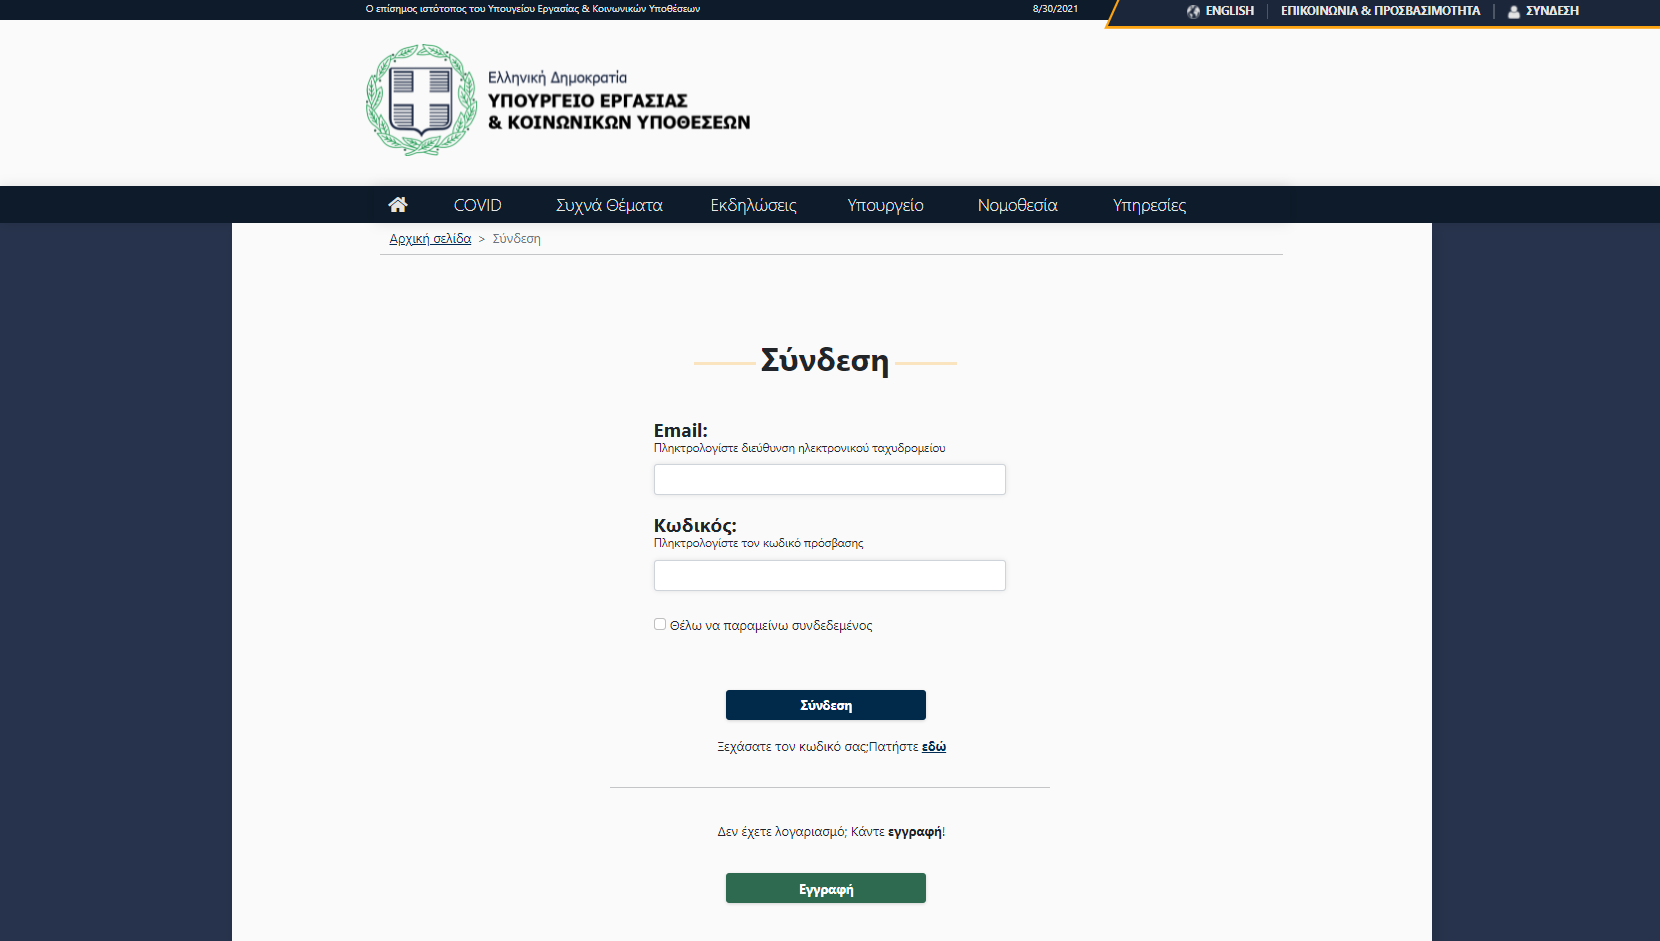 Ο επίσημος ιστότοπος του Υπουγείου Εργασίας & Κοινωνικών Υποθέσεων
8/30/2021
ENGLISH
ΕΠΙΚΟΙΝΩΝΙΑ & ΠΡΟΣΒΑΣΙΜΟΤΗΤΑ
ΣΥΝΔΕΣΗ
Ελληνική Δημοκρατία
ΥΠΟΥΡΓΕΙΟ ΕΡΓΑΣΙΑΣ
& ΚΟΙΝΩΝΙΚΩΝ ΥΠΟΘΕΣΕΩΝ
COVID
Συχνά Θέματα
Εκδηλώσεις
Υπουργείο
Νομοθεσία
Υπηρεσίες
Αρχική σελίδα > Σύνδεση
Σύνδεση
Email:
Πληκτρολογίστε διεύθυνση ηλεκτρονικού ταχυδρομείου
Κωδικός:
Πληκτρολογίστε τον κωδικό πρόσβασης
Θέλω να παραμείνω συνδεδεμένος
Σύνδεση
Ξεχάσατε τον κωδικό σας;Πατήστε εδώ
Δεν έχετε λογαριασμό; Κάντε εγγραφή!
Εγγραφή